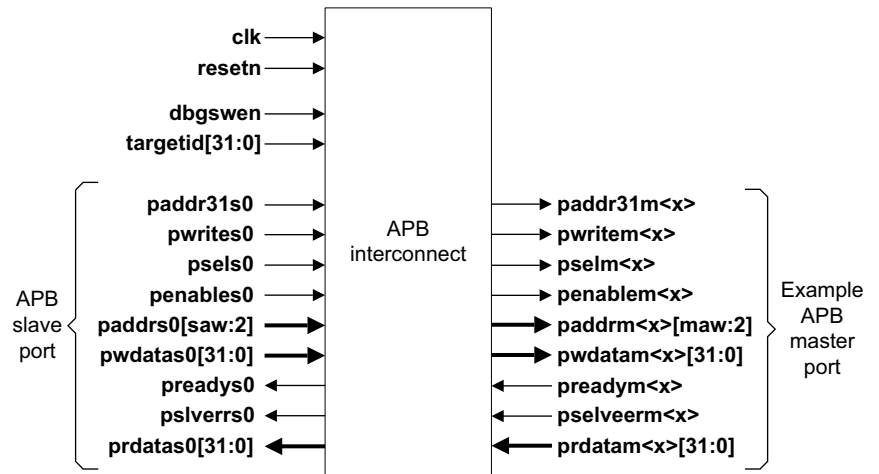 clk
resetn
dbgswen
targetid[31:0]
APB
slave
port
paddr31s0
pwrites0
psels0
penables0
paddrs0[saw:2]
pwdatas0[31:0]
preadys0
pslverrs0
prdatas0[31:0]
APB
interconnect
paddr31m<x>
pwritem<x>
pselm<x>
penablem<x>
paddrm<x>[maw:2]
pwdatam<x>[31:0]
preadym<x>
pselveerm<x>
prdatam<x>[31:0]
Example
APB
master
port